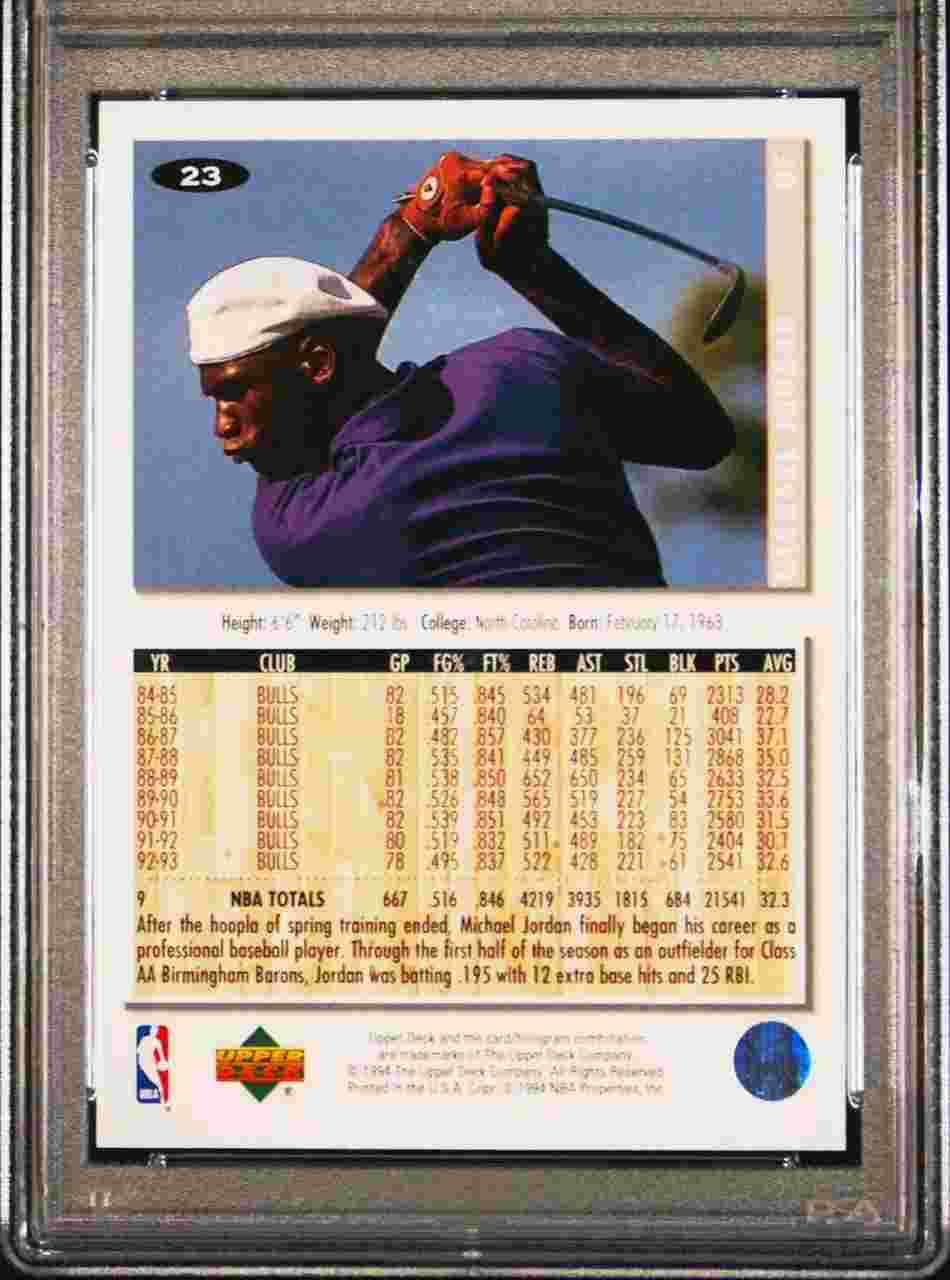 23
MICHAEL JORDAN
Height: 6'6" Weight: 212 lbs College: North Carolina Born: February 17, 1963
YR CLUB GP FG% FT% REB AST STL BLK PTS AVG
84-85 BULLS 82 .515 .845 534 481 196 69 2313 28.2
85-86 BULLS 18 .457 .840 64 53 37 21 408 22.7
86-87 BULLS 82 .482 .857 430 377 236 125 3041 37.1
87-88 BULLS 82 .535 .841 449 485 259 131 2868 35.0
88-89 BULLS 81 .538 .850 652 650 234 65 2633 32.5
89-90 BULLS 82 .526 .848 565 519 227 54 2753 33.6
90-91 BULLS 82 .539 .851 492 453 223 83 2580 31.5
91-92 BULLS 80 .519 .832 511 489 182 75 2404 30.1
92-93 BULLS 78 .495 .837 522 428 221 61 2541 32.6
9 NBA TOTALS 667 .516 .846 4219 3935 1815 684 21541 32.3
After the hoopla of spring training ended, Michael Jordan finally began his career as a
professional baseball player. Through the first half of the season as an outfielder for Class
AA Birmingham Barons, Jordan was batting .195 with 12 extra base hits and 25 RBI.
NBA
UPPER
DECK
Upper Deck and the card/hologram combination
are trademarks of The Upper Deck Company.
© 1994 The Upper Deck Company. All Rights Reserved.
Printed in the U.S.A. Copr. © 1994 NBA Properties, Inc.
PSA